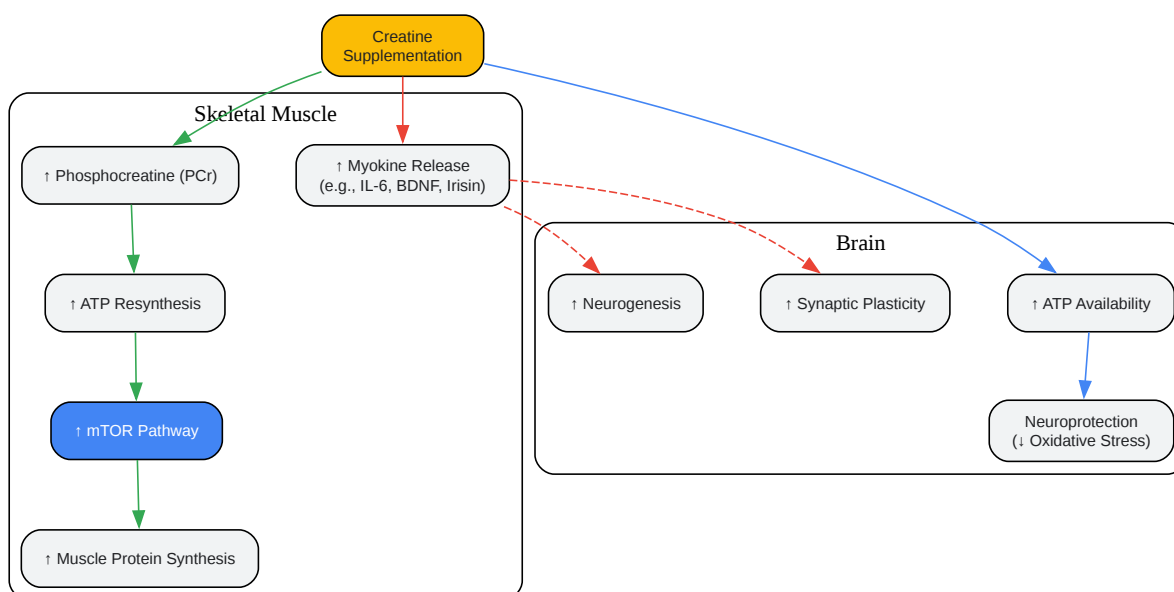 Creatine
Supplementation
Skeletal Muscle
↑ Phosphocreatine (PCr)
↑ Myokine Release
(e.g., IL-6, BDNF, Irisin)
Brain
↑ ATP Resynthesis
↑ Neurogenesis
↑ Synaptic Plasticity
↑ ATP Availability
↑ mTOR Pathway
Neuroprotection
(↓ Oxidative Stress)
↑ Muscle Protein Synthesis